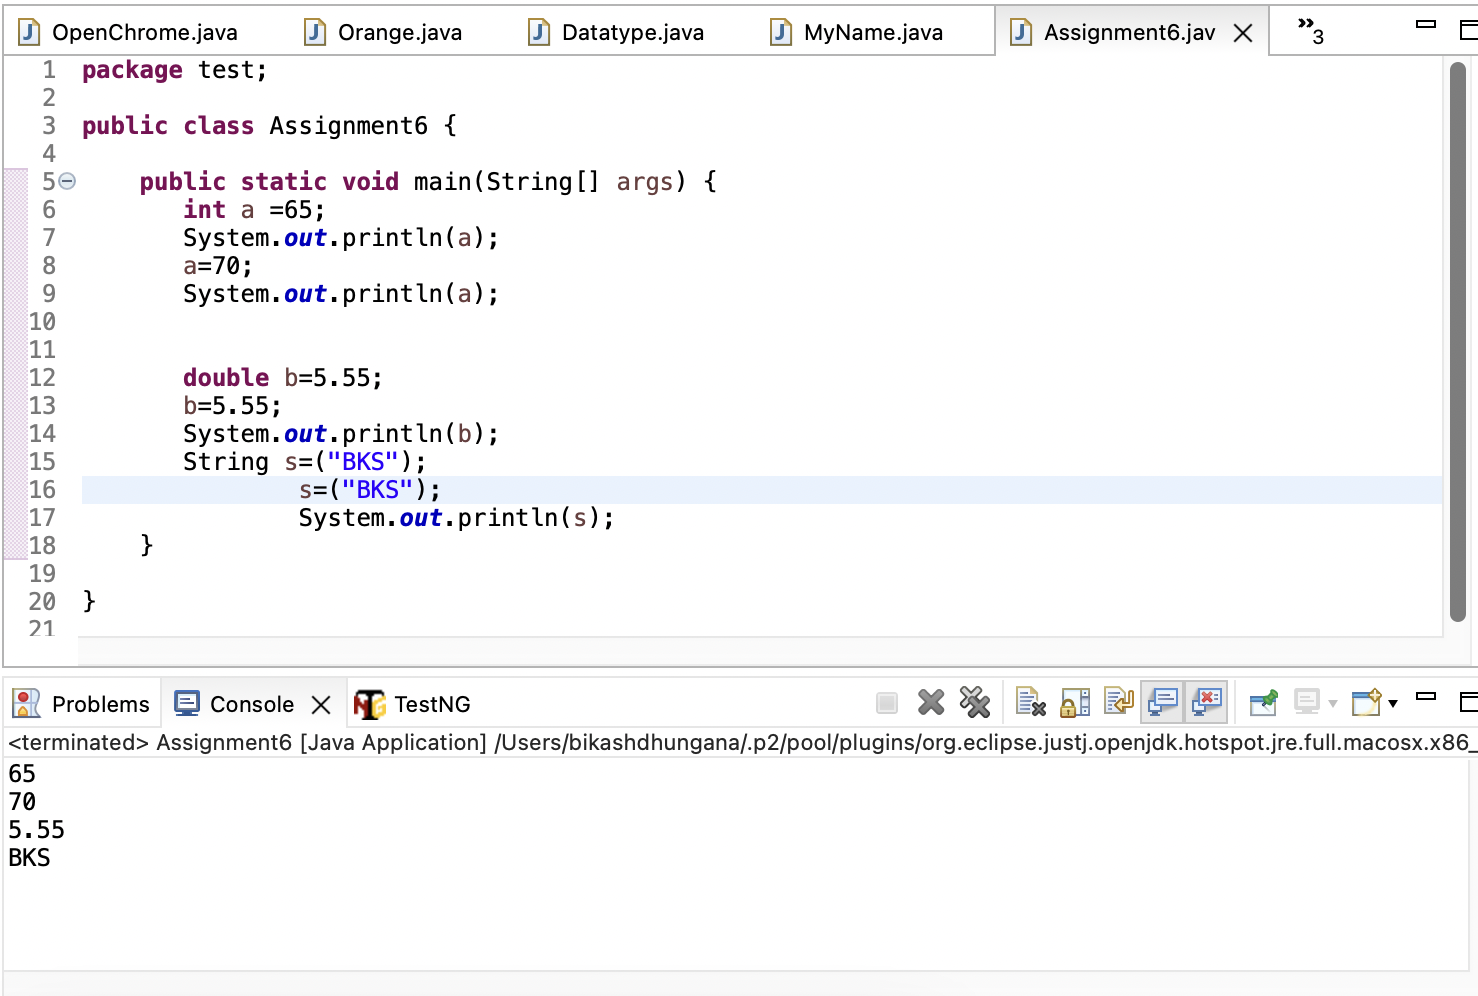 OpenChrome.java Orange.java Datatype.java MyName.java Assignment6.jav »3
1 package test;
2
3 public class Assignment6 {
4
5     public static void main(String[] args) {
6        int a =65;
7        System.out.println(a);
8        a=70;
9        System.out.println(a);
10
11
12        double b=5.55;
13        b=5.55;
14        System.out.println(b);
15        String s=("BKS");
16                s=("BKS");
17                System.out.println(s);
18     }
19
20 }
21
Problems Console TestNG
<terminated> Assignment6 [Java Application] /Users/bikashdhungana/.p2/pool/plugins/org.eclipse.justj.openjdk.hotspot.jre.full.macosx.x86_
65
70
5.55
BKS